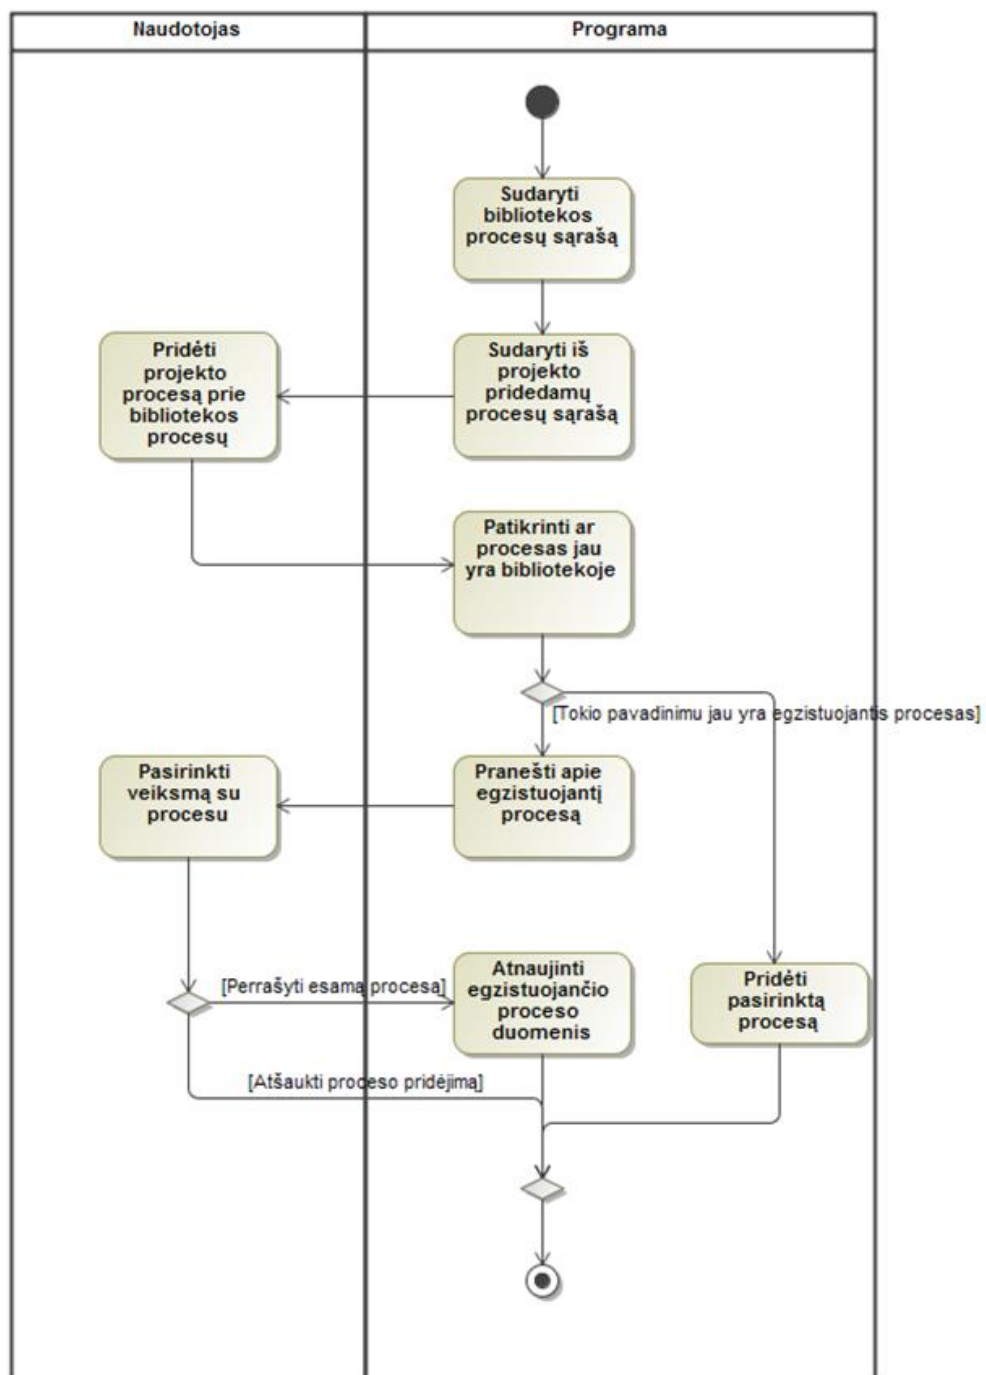 Naudotojas
Programa
Sudaryti
bibliotekos
procesų sąrašą
Pridėti
projekto
procesą prie
bibliotekos
procesų
Sudaryti iš
projekto
pridedamų
procesų sąrašą
Patikrinti ar
procesas jau
yra bibliotekoje
[Tokio pavadinimu jau yra egzistuojantis procesas]
Pasirinkti
veiksmą su
procesu
Pranešti apie
egzistuojantį
procesą
[Perrašyti esamą procesą]
Atnaujinti
egzistuojančio
proceso
duomenis
Pridėti
pasirinktą
procesą
[Atšaukti proceso pridėjimą]